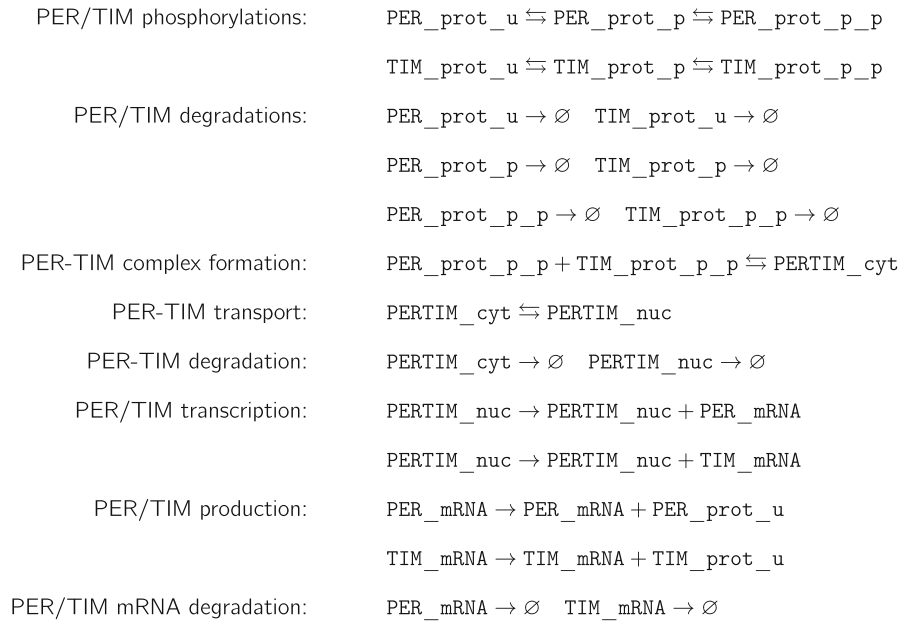 PER/TIM phosphorylations: PER_prot_u ⇆ PER_prot_p ⇆ PER_prot_p_p
TIM_prot_u ⇆ TIM_prot_p ⇆ TIM_prot_p_p
PER/TIM degradations: PER_prot_u → ∅ TIM_prot_u → ∅
PER_prot_p → ∅ TIM_prot_p → ∅
PER_prot_p_p → ∅ TIM_prot_p_p → ∅
PER-TIM complex formation: PER_prot_p_p + TIM_prot_p_p ⇆ PERTIM_cyt
PER-TIM transport: PERTIM_cyt ⇆ PERTIM_nuc
PER-TIM degradation: PERTIM_cyt → ∅ PERTIM_nuc → ∅
PER/TIM transcription: PERTIM_nuc → PERTIM_nuc + PER_mRNA
PERTIM_nuc → PERTIM_nuc + TIM_mRNA
PER/TIM production: PER_mRNA → PER_mRNA + PER_prot_u
TIM_mRNA → TIM_mRNA + TIM_prot_u
PER/TIM mRNA degradation: PER_mRNA → ∅ TIM_mRNA → ∅